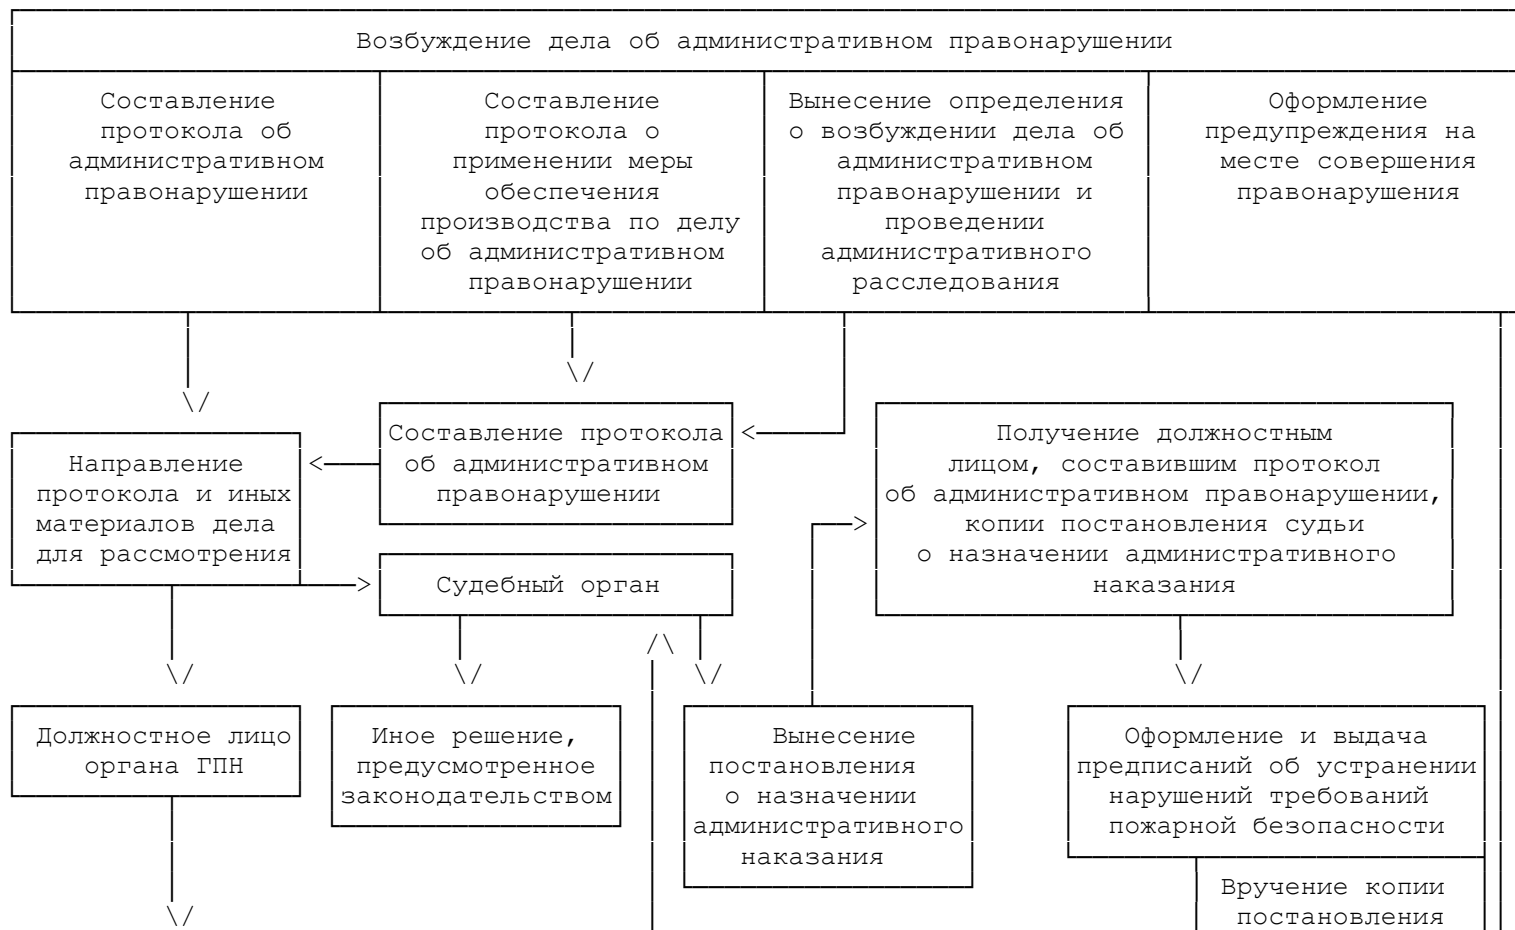 Возбуждение дела об административном правонарушении
Составление
протокола об
административном
правонарушении
Составление
протокола о
применении меры
обеспечения
производства по делу
об административном
правонарушении
Вынесение определения
о возбуждении дела об
административном
правонарушении и
проведении
административного
расследования
Оформление
предупреждения на
месте совершения
правонарушения
Составление протокола
об административном
правонарушении
Направление
протокола и иных
материалов дела
для рассмотрения
Получение должностным
лицом, составившим протокол
об административном правонарушении,
копии постановления судьи
о назначении административного
наказания
Судебный орган
Должностное лицо
органа ГПН
Иное решение,
предусмотренное
законодательством
Вынесение
постановления
о назначении
административного
наказания
Оформление и выдача
предписаний об устранении
нарушений требований
пожарной безопасности
Вручение копии
постановления